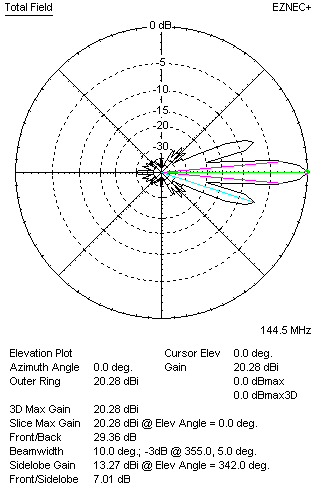 Total Field EZNEC+
0 dB
-5
-10
-15
-20
-30
144.5 MHz
Elevation Plot Cursor Elev 0.0 deg.
Azimuth Angle 0.0 deg. Gain 20.28 dBi
Outer Ring 20.28 dBi 0.0 dBmax
0.0 dBmax3D
3D Max Gain 20.28 dBi
Slice Max Gain 20.28 dBi @ Elev Angle = 0.0 deg.
Front/Back 29.36 dB
Beamwidth 10.0 deg.; -3dB @ 355.0, 5.0 deg.
Sidelobe Gain 13.27 dBi @ Elev Angle = 342.0 deg.
Front/Sidelobe 7.01 dB